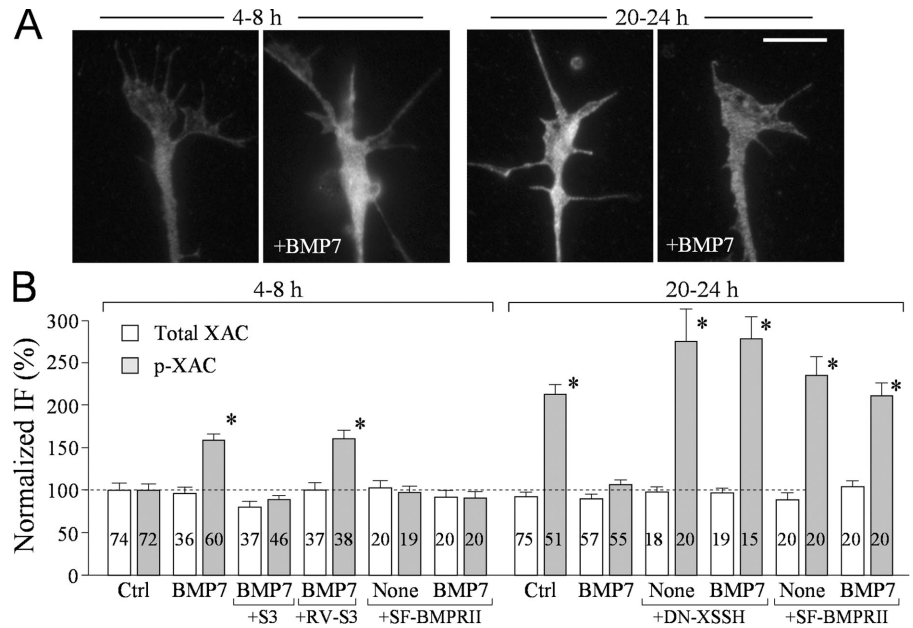 A
4-8 h
20-24 h
+BMP7
+BMP7
B
4-8 h
20-24 h
Normalized IF (%)
300
250
200
150
100
50
0
Total XAC
p-XAC
* * * * * * *
74 72 36 60 37 46 37 38 20 19 20 20 75 51 57 55 18 20 19 15 20 20 20 20
Ctrl BMP7 BMP7 BMP7 None BMP7 Ctrl BMP7 None BMP7 None BMP7
+S3 +RV-S3 +SF-BMPRII +DN-XSSH +SF-BMPRII